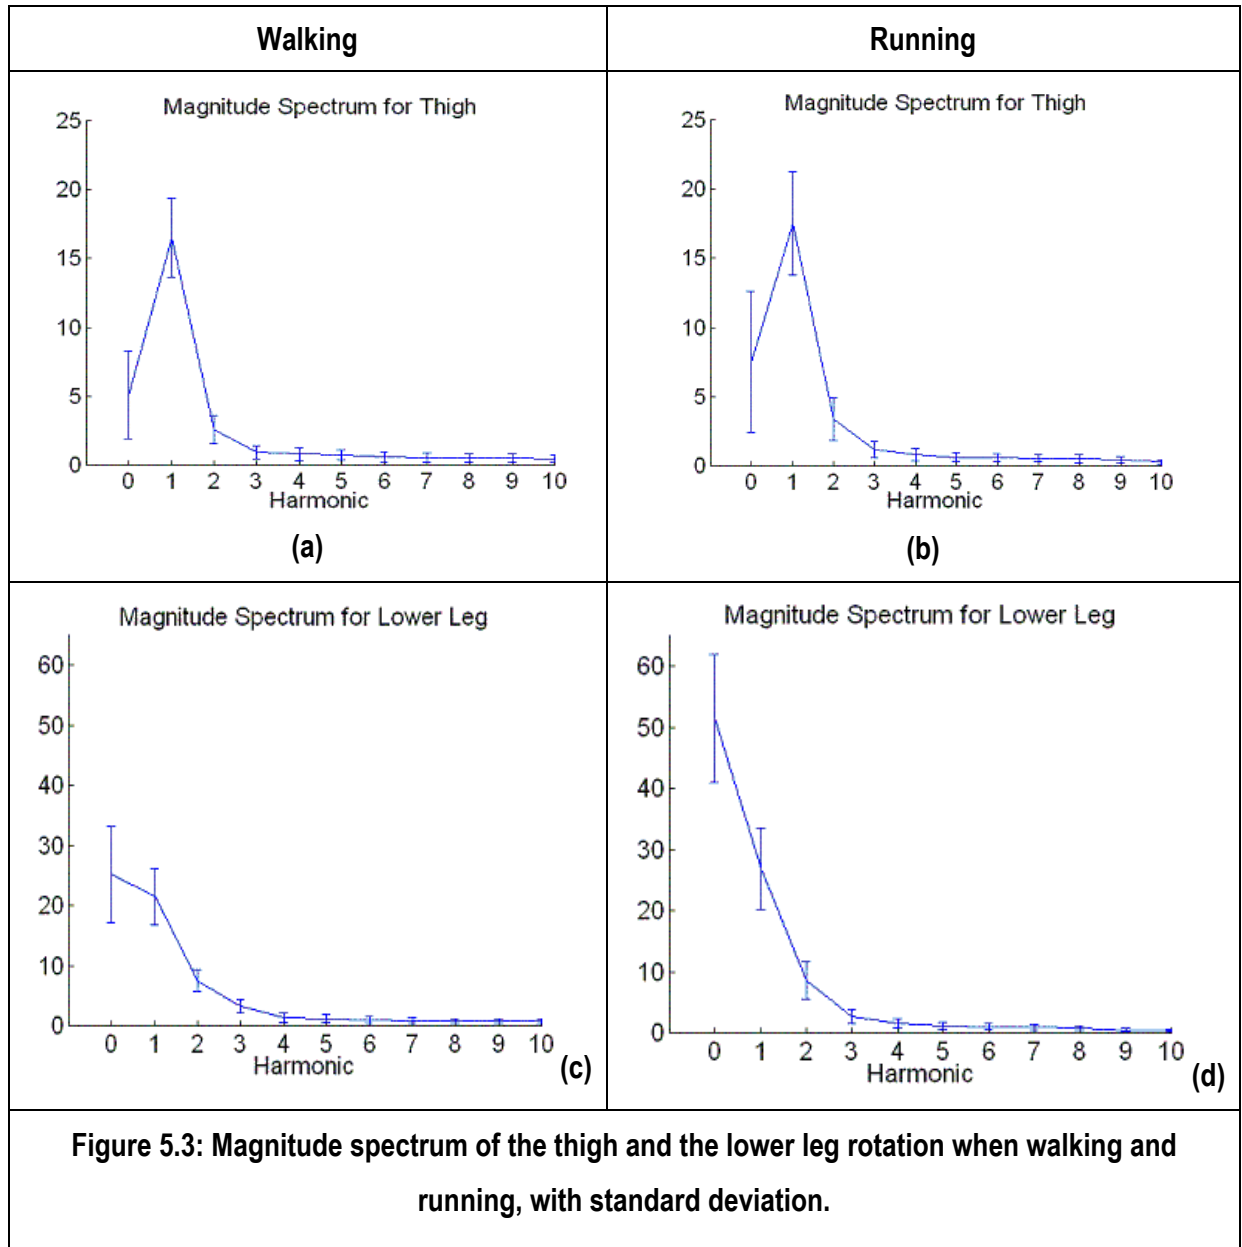 Walking
Running
Magnitude Spectrum for Thigh
25
20
15
10
5
0
0 1 2 3 4 5 6 7 8 9 10
Harmonic
(a)
Magnitude Spectrum for Thigh
25
20
15
10
5
0
0 1 2 3 4 5 6 7 8 9 10
Harmonic
(b)
Magnitude Spectrum for Lower Leg
60
50
40
30
20
10
0
0 1 2 3 4 5 6 7 8 9 10
Harmonic
(c)
Magnitude Spectrum for Lower Leg
60
50
40
30
20
10
0
0 1 2 3 4 5 6 7 8 9 10
Harmonic
(d)
Figure 5.3: Magnitude spectrum of the thigh and the lower leg rotation when walking and
running, with standard deviation.